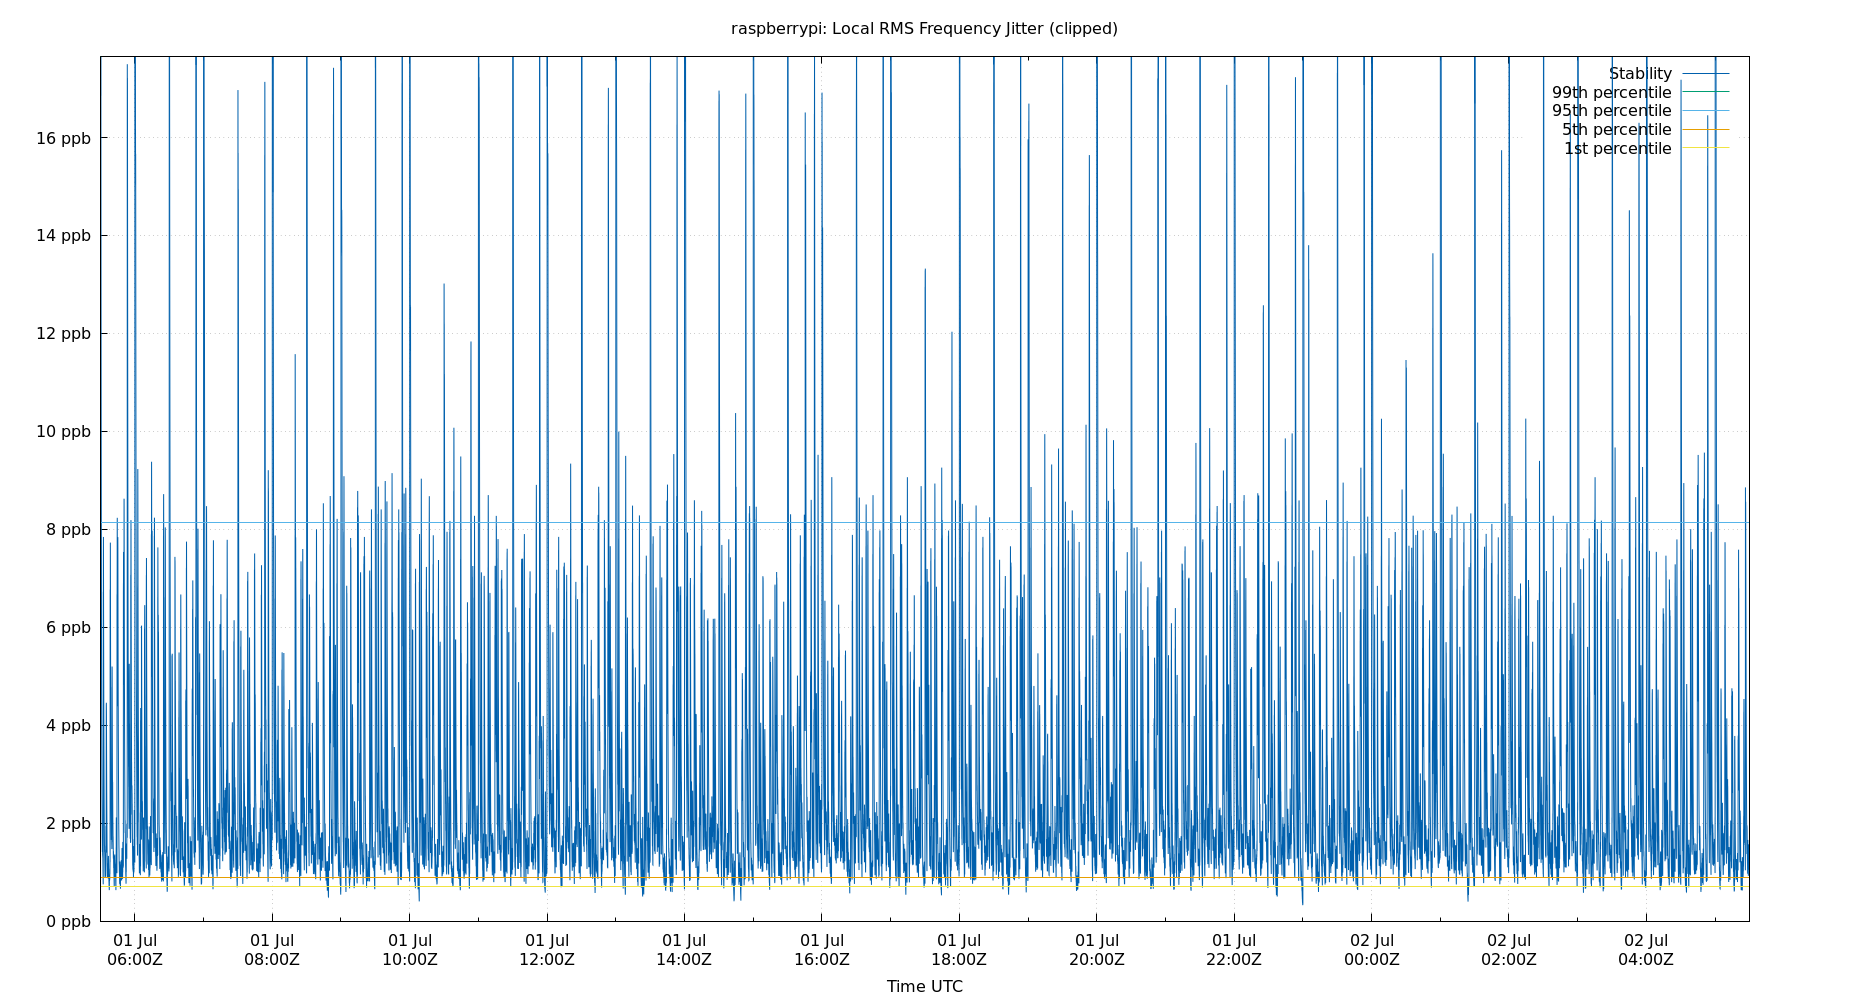 raspberrypi: Local RMS Frequency Jitter (clipped)
Stability
99th percentile
95th percentile
5th percentile
1st percentile
16 ppb
14 ppb
12 ppb
10 ppb
8 ppb
6 ppb
4 ppb
2 ppb
0 ppb
01 Jul 01 Jul 01 Jul 01 Jul 01 Jul 01 Jul 01 Jul 01 Jul 01 Jul 02 Jul 02 Jul 02 Jul
06:00Z 08:00Z 10:00Z 12:00Z 14:00Z 16:00Z 18:00Z 20:00Z 22:00Z 00:00Z 02:00Z 04:00Z
Time UTC